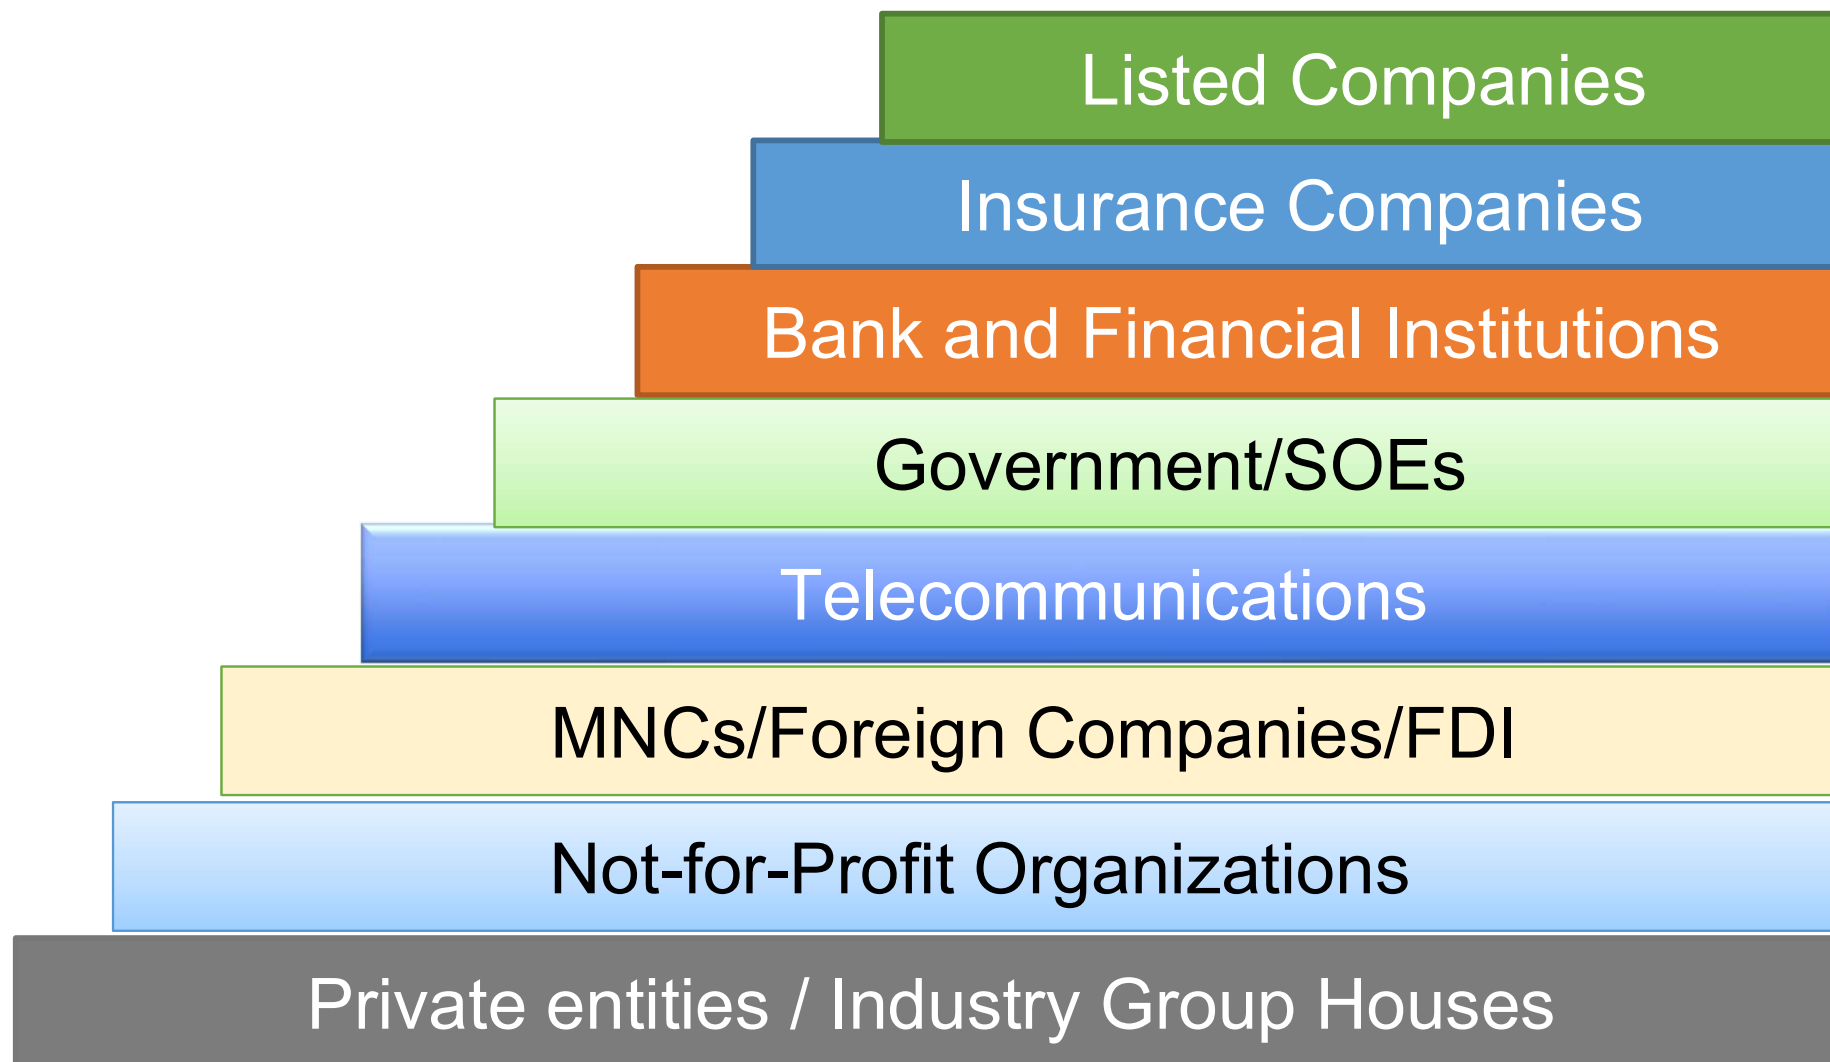 Listed Companies
Insurance Companies
Bank and Financial Institutions
Government/SOEs
Telecommunications
MNCs/Foreign Companies/FDI
Not-for-Profit Organizations
Private entities / Industry Group Houses